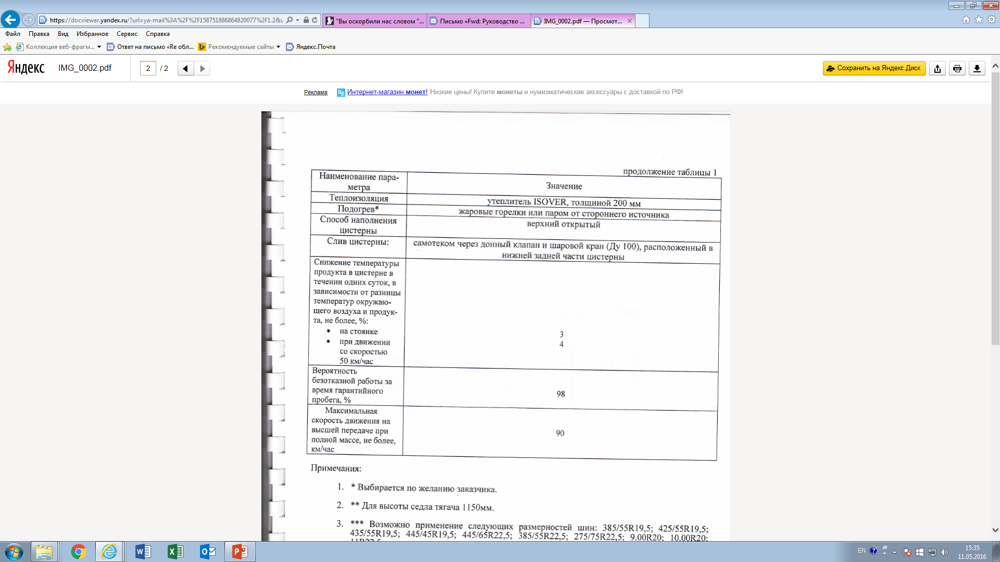 https://docviewer.yandex.ru/?url=ya-mail%3A%2F%2F158751886864820077%2F1.2&u
"Вы оскорбили нас словом "...
Письмо «Fwd: Руководство ...
IMG_0002.pdf — Просмот...
Файл Правка Вид Избранное Сервис Справка
Коллекция веб-фрагм... Ответ на письмо «Re обл... Рекомендуемые сайты Яндекс.Почта
Яндекс IMG_0002.pdf 2 / 2 Сохранить на Яндекс.Диск
Реклама Интернет-магазин монет! Низкие цены! Купите монеты и нумизматические аксессуары с доставкой по РФ!
продолжение таблицы 1
Наименование пара-
метра
Значение
Теплоизоляция
утеплитель ISOVER, толщиной 200 мм
Подогрев*
жаровые горелки или паром от стороннего источника
Способ наполнения
цистерны
верхний открытый
Слив цистерны:
самотеком через донный клапан и шаровой кран (Ду 100), расположенный в
нижней задней части цистерны
Снижение температуры
продукта в цистерне в
течении одних суток, в
зависимости от разницы
температур окружаю-
щего воздуха и продук-
та, не более, %:
• на стоянке
3
• при движении
со скоростью
50 км/час
4
Вероятность
безотказной работы за
время гарантийного
пробега, %
98
Максимальная
скорость движения на
высшей передаче при
полной массе, не более,
км/час
90
Примечания:
1. * Выбирается по желанию заказчика.
2. ** Для высоты седла тягача 1150мм.
3. *** Возможно применение следующих размерностей шин: 385/55R19,5; 425/55R19,5;
435/55R19,5; 445/45R19,5; 445/65R22,5; 385/55R22,5; 275/75R22,5; 9.00R20; 10.00R20;
EN
15:35
11.05.2016